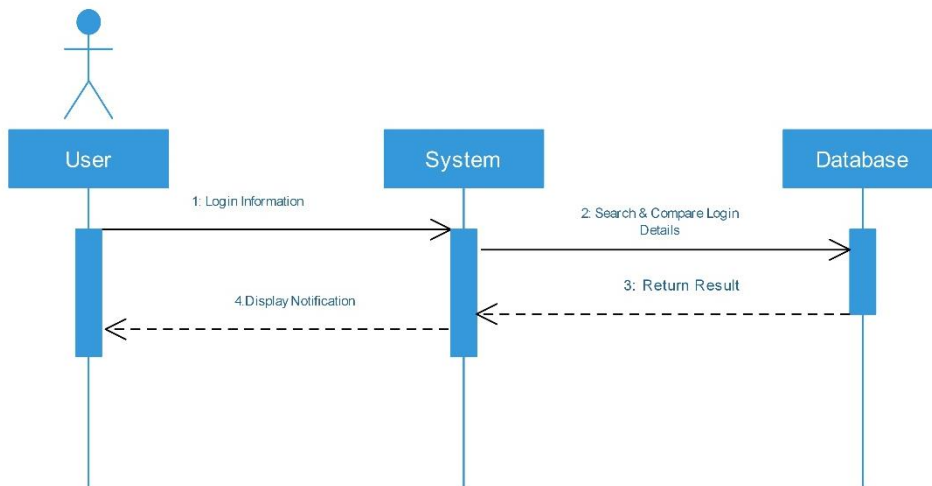 User
System
Database
1: Login Information
2: Search & Compare Login
Details
3: Return Result
4.Display Notification